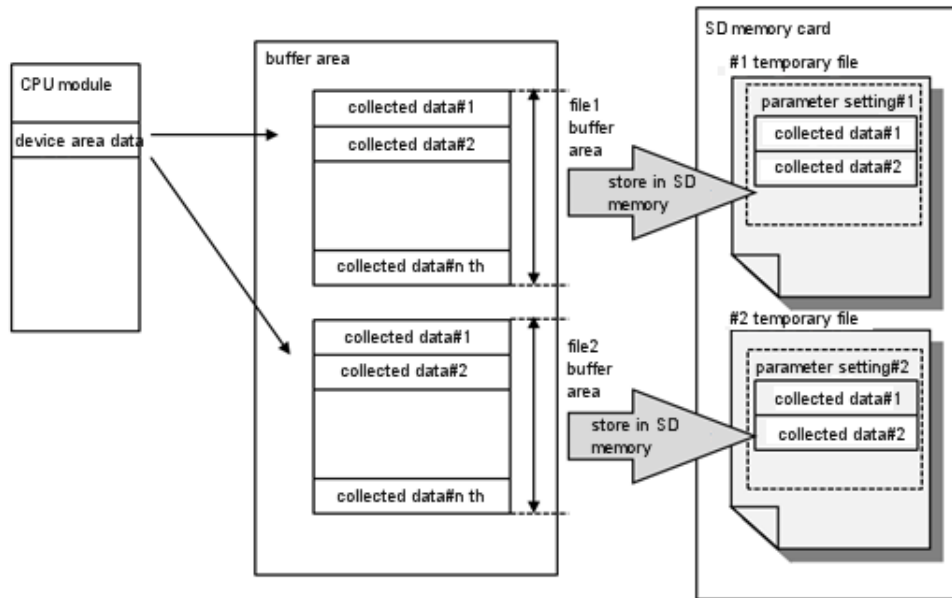 CPU module
device area data
buffer area
collected data#1
collected data#2
collected data#n th
file1
buffer
area
collected data#1
collected data#2
collected data#n th
file2
buffer
area
store in SD
memory
store in SD
memory
SD memory card
#1 temporary file
parameter setting#1
collected data#1
collected data#2
#2 temporary file
parameter setting#2
collected data#1
collected data#2